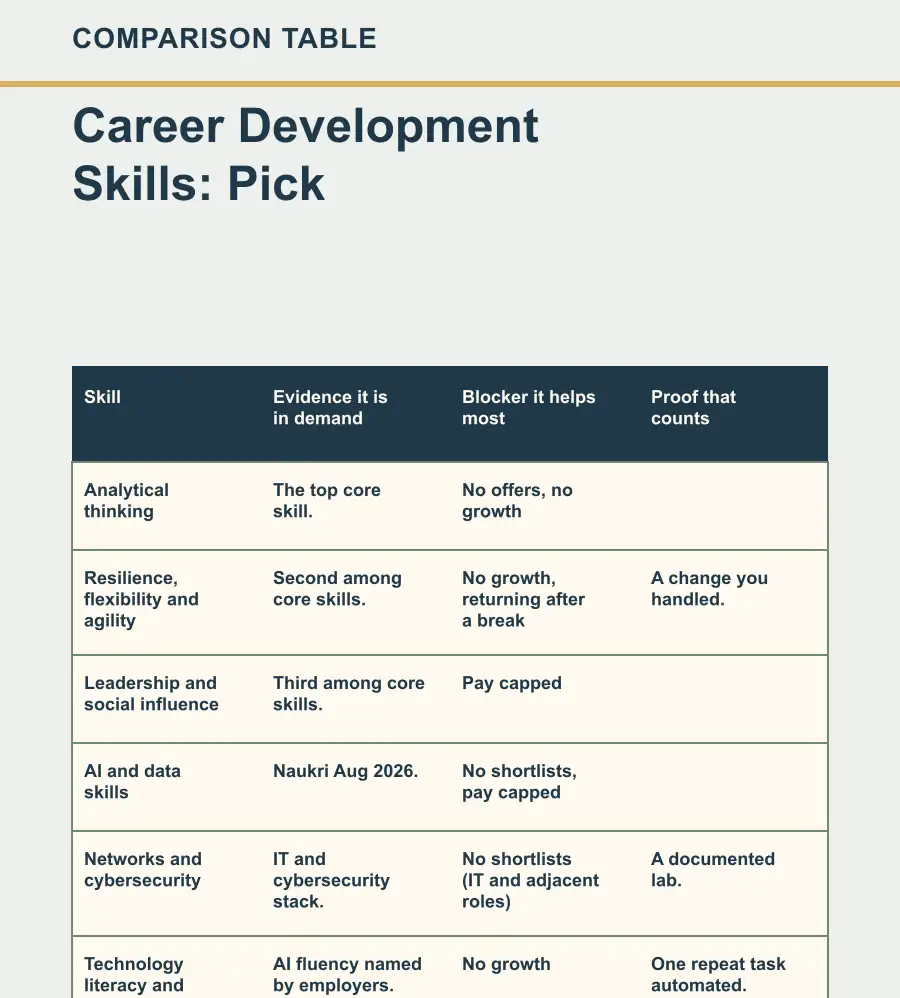 COMPARISON TABLE
Career Development
Skills: Pick
Skill
Evidence it is
in demand
Blocker it helps
most
Proof that
counts
Analytical
thinking
The top core
skill.
No offers, no
growth
Resilience,
flexibility and
agility
Second among
core skills.
No growth,
returning after
a break
A change you
handled.
Leadership and
social influence
Third among core
skills.
Pay capped
AI and data
skills
Naukri Aug 2026.
No shortlists,
pay capped
Networks and
cybersecurity
IT and
cybersecurity
stack.
No shortlists
(IT and adjacent
roles)
A documented
lab.
Technology
literacy and
AI fluency named
by employers.
No growth
One repeat task
automated.